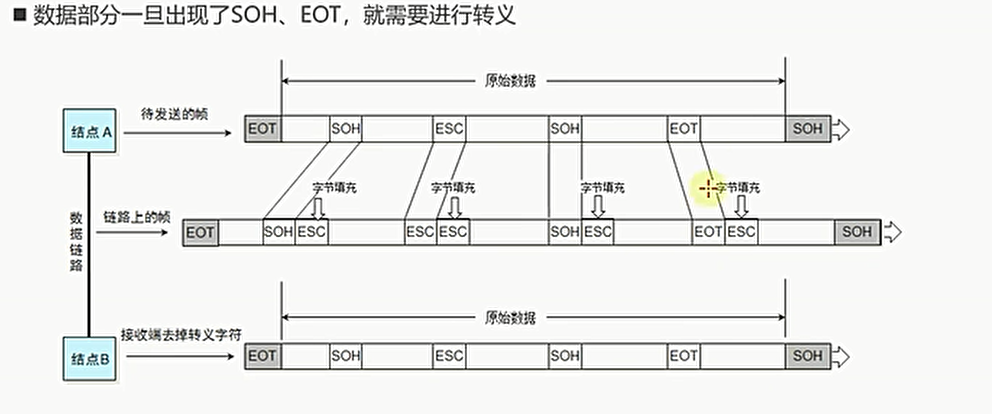 ■ 数据部分一旦出现了SOH、EOT，就需要进行转义
原始数据
结点A
待发送的帧
EOT SOH ESC SOH EOT SOH
字节填充 字节填充 字节填充 字节填充
数据链路
链路上的帧
EOT SOH ESC ESC ESC SOH ESC EOT ESC SOH
原始数据
结点B
接收端去掉转义字符
EOT SOH ESC SOH EOT SOH